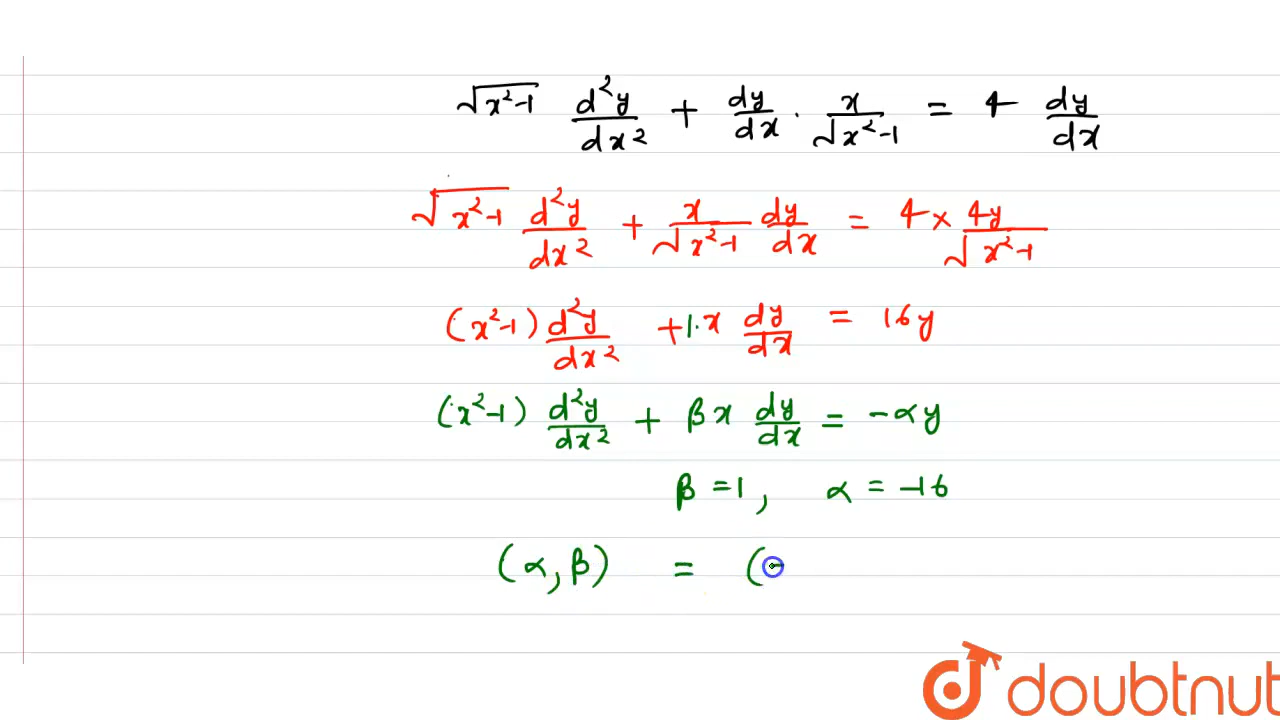 √(x²-1) d²y/dx² + dy/dx · x/√(x²-1) = 4 dy/dx
√(x²-1) d²y/dx² + x/√(x²-1) dy/dx = 4 × 4y/√(x²-1)
(x²-1) d²y/dx² + 1·x dy/dx = 16y
(x²-1) d²y/dx² + βx dy/dx = -αy
β = 1, α = -16
(α, β) = (-
doubtnut